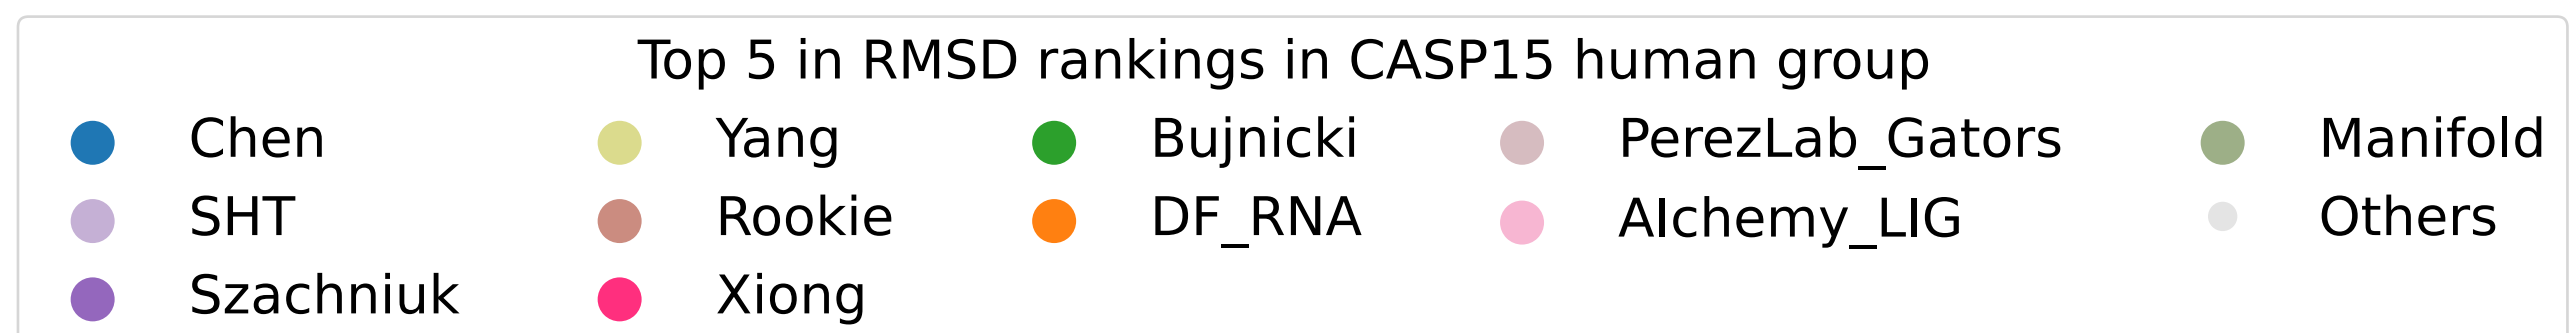 Top 5 in RMSD rankings in CASP15 human group
Chen Yang Bujnicki PerezLab_Gators Manifold
SHT Rookie DF_RNA AIchemy_LIG Others
Szachniuk Xiong